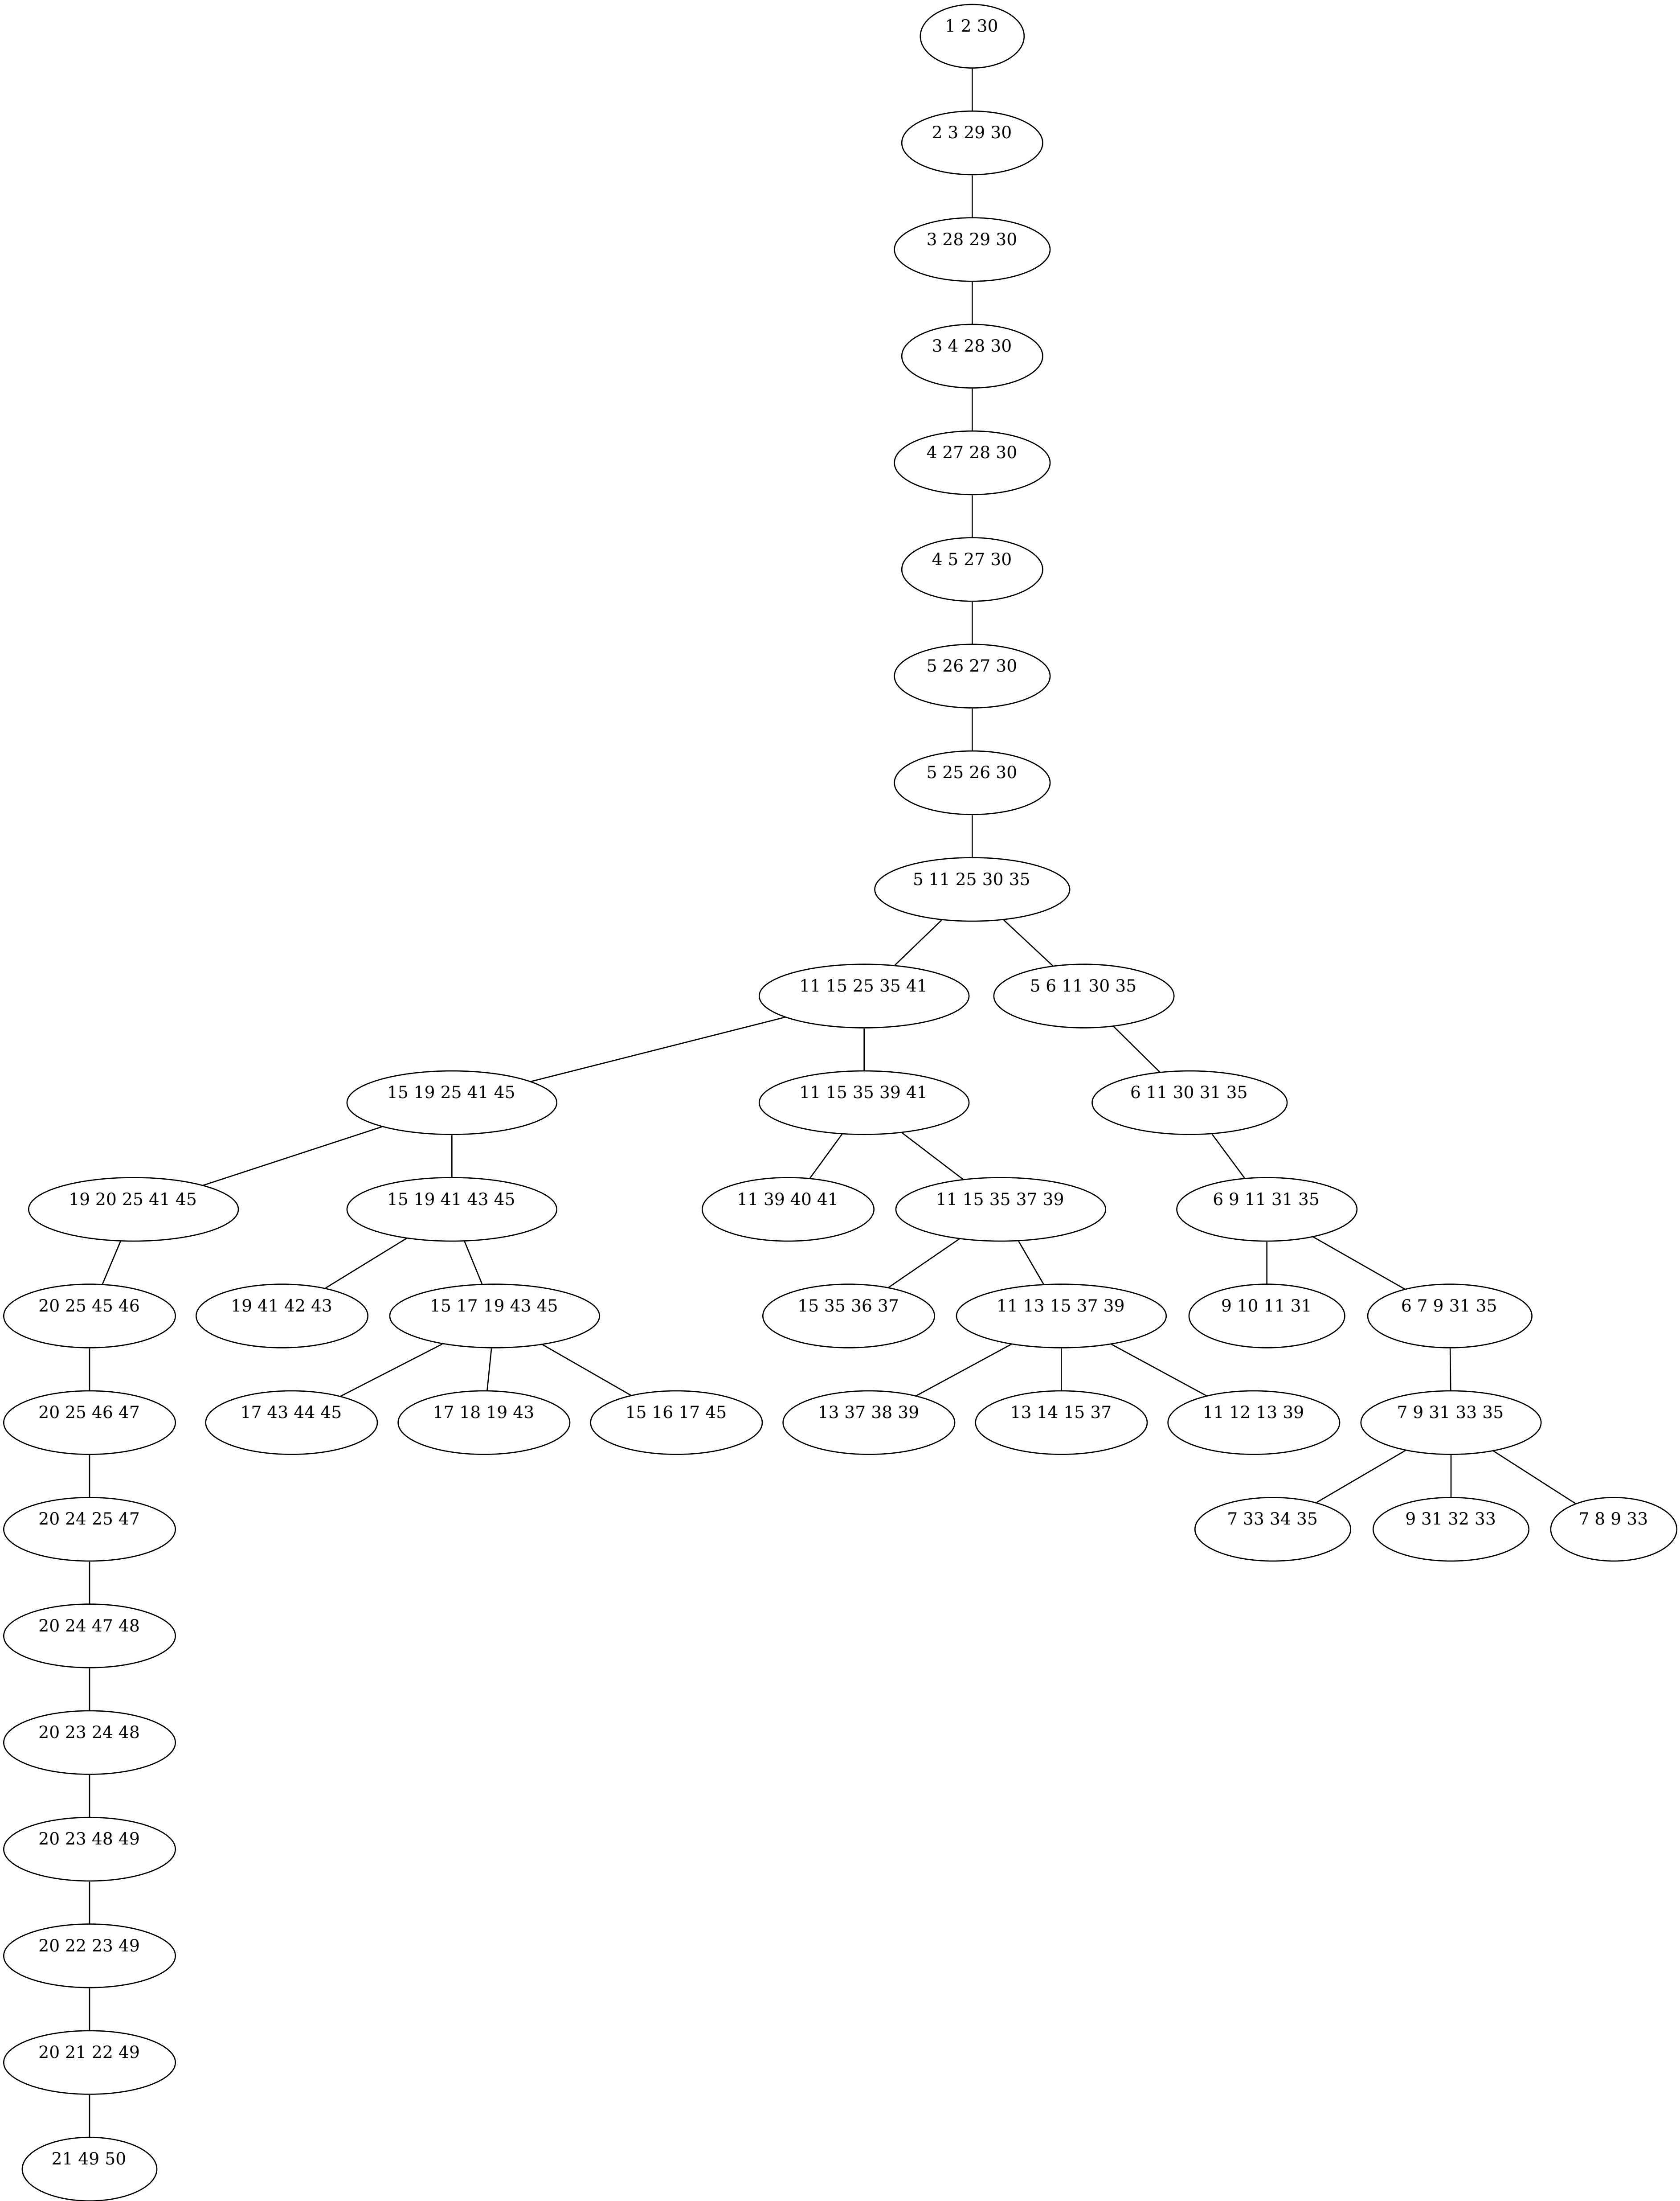 1 2 30
2 3 29 30
3 28 29 30
3 4 28 30
4 27 28 30
4 5 27 30
5 26 27 30
5 25 26 30
5 11 25 30 35
11 15 25 35 41
5 6 11 30 35
15 19 25 41 45
11 15 35 39 41
6 11 30 31 35
19 20 25 41 45
15 19 41 43 45
11 39 40 41
11 15 35 37 39
6 9 11 31 35
20 25 45 46
19 41 42 43
15 17 19 43 45
15 35 36 37
11 13 15 37 39
9 10 11 31
6 7 9 31 35
20 25 46 47
17 43 44 45
17 18 19 43
15 16 17 45
13 37 38 39
13 14 15 37
11 12 13 39
7 9 31 33 35
20 24 25 47
7 33 34 35
9 31 32 33
7 8 9 33
20 24 47 48
20 23 24 48
20 23 48 49
20 22 23 49
20 21 22 49
21 49 50